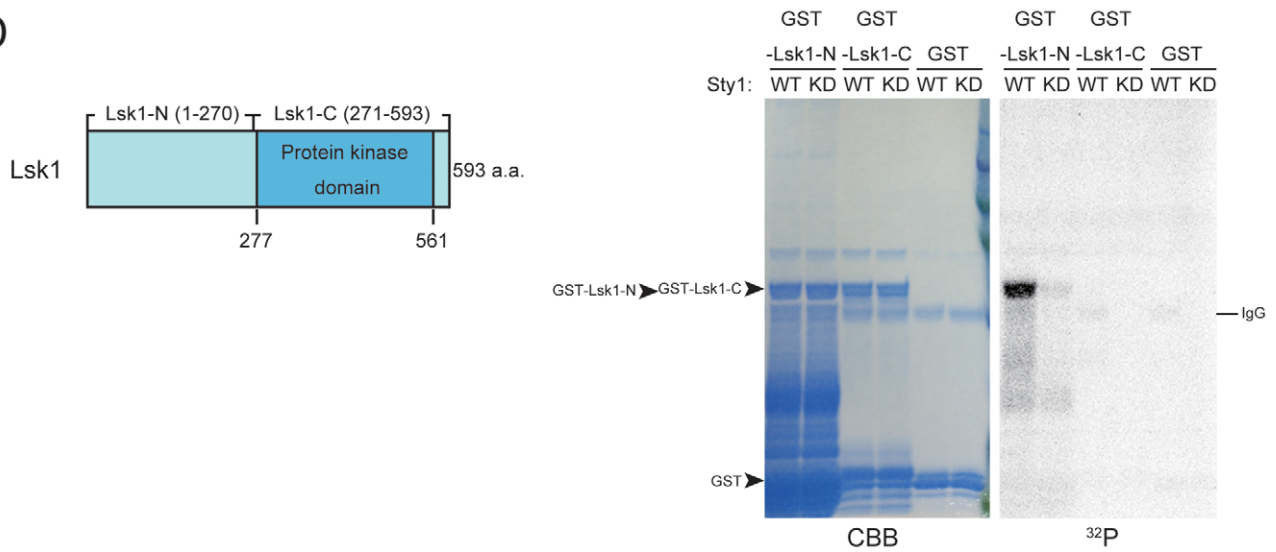 Lsk1-N (1-270) Lsk1-C (271-593)
Lsk1
Protein kinase
domain
593 a.a.
277 561
GST GST
-Lsk1-N -Lsk1-C GST
Sty1: WT KD WT KD WT KD
GST-Lsk1-N GST-Lsk1-C
GST
CBB
GST GST
-Lsk1-N -Lsk1-C GST
WT KD WT KD WT KD
IgG
32P